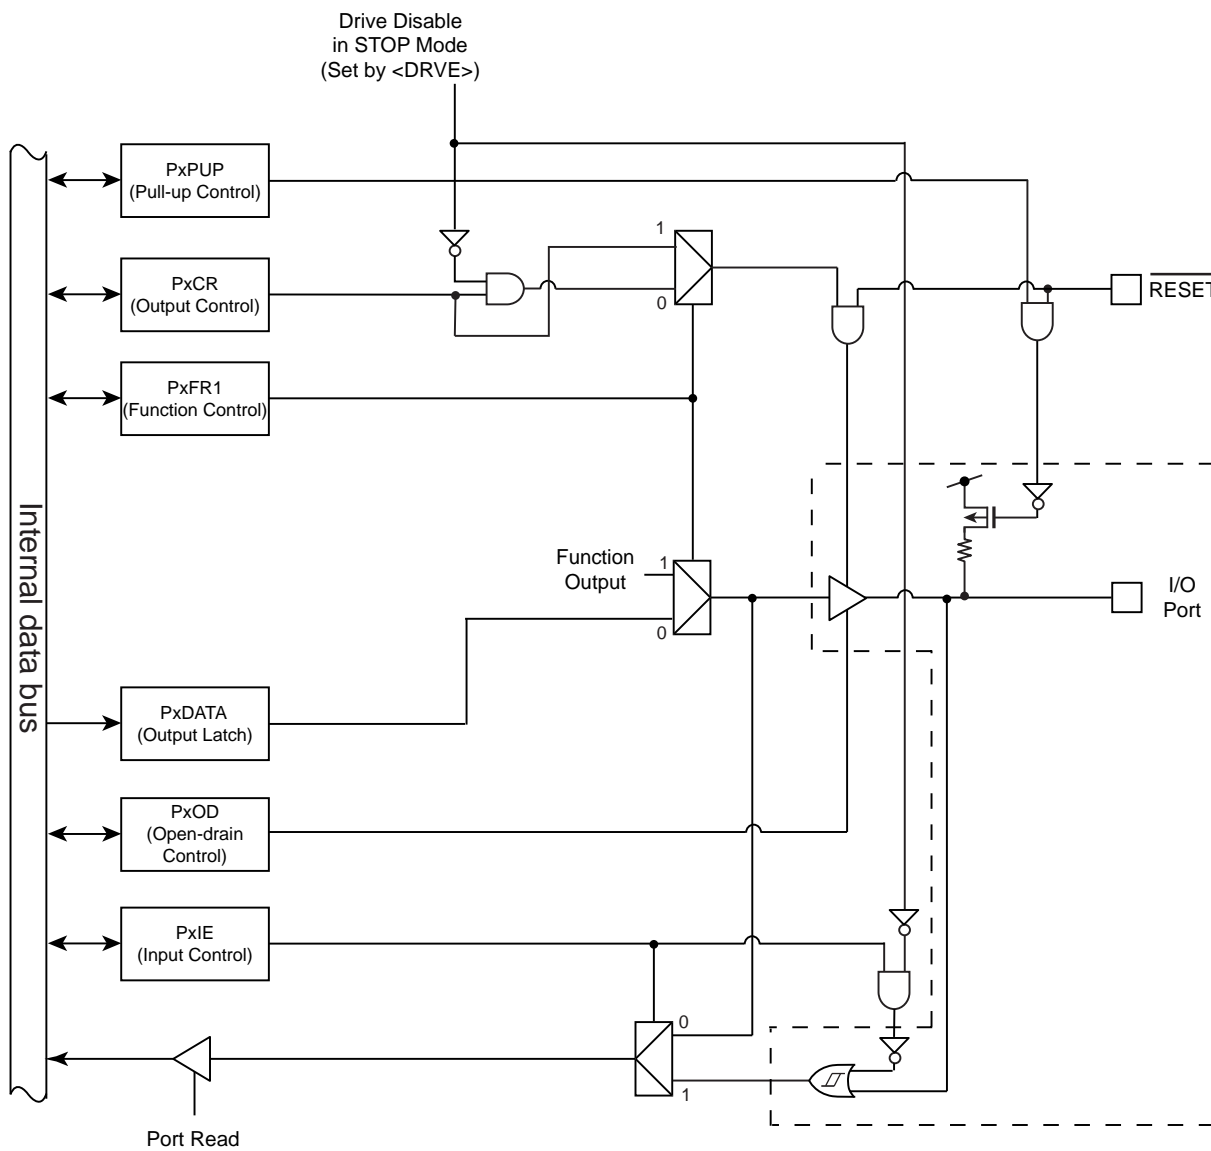 Drive Disable
in STOP Mode
(Set by <DRVE>)
PxPUP
(Pull-up Control)
1
PxCR
(Output Control)
0
RESET
PxFR1
(Function Control)
Internal data bus
Function
Output
1
0
I/O
Port
PxDATA
(Output Latch)
PxOD
(Open-drain
Control)
PxIE
(Input Control)
0
1
Port Read